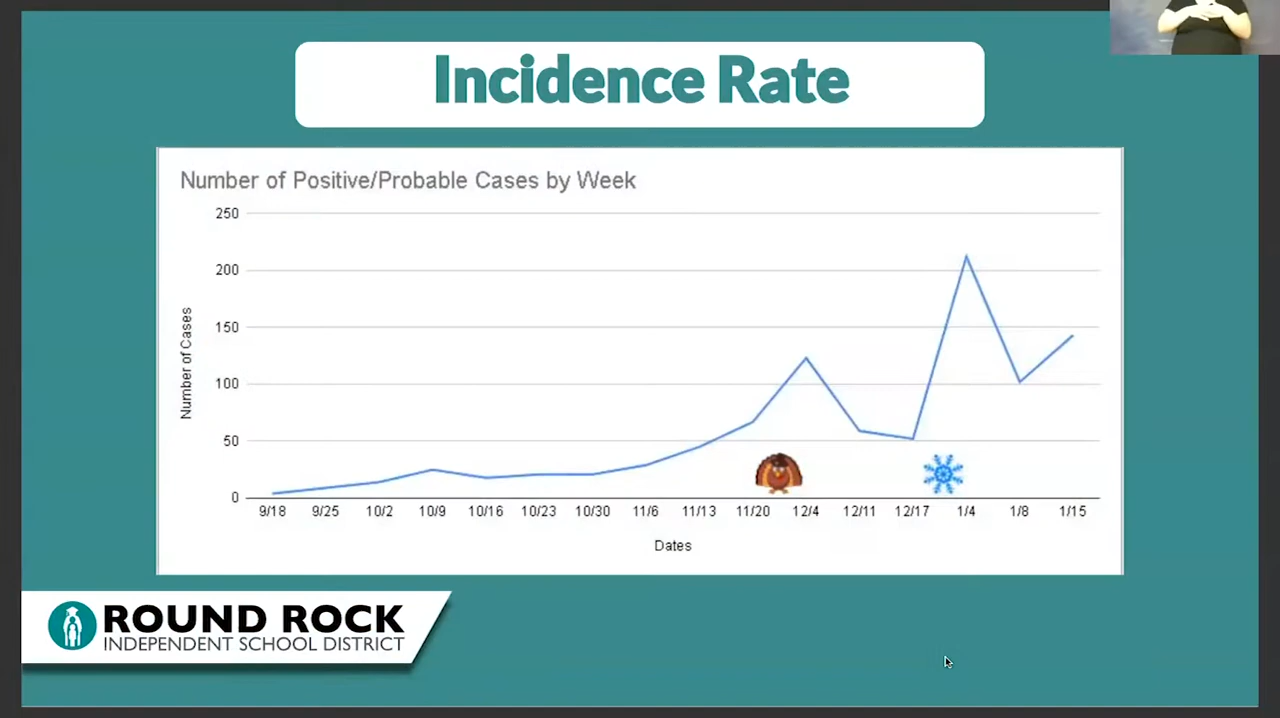 Incidence Rate
Number of Positive/Probable Cases by Week
250
200
150
100
50
0
Number of Cases
9/18 9/25 10/2 10/9 10/16 10/23 10/30 11/6 11/13 11/20 12/4 12/11 12/17 1/4 1/8 1/15
Dates
ROUND ROCK
INDEPENDENT SCHOOL DISTRICT